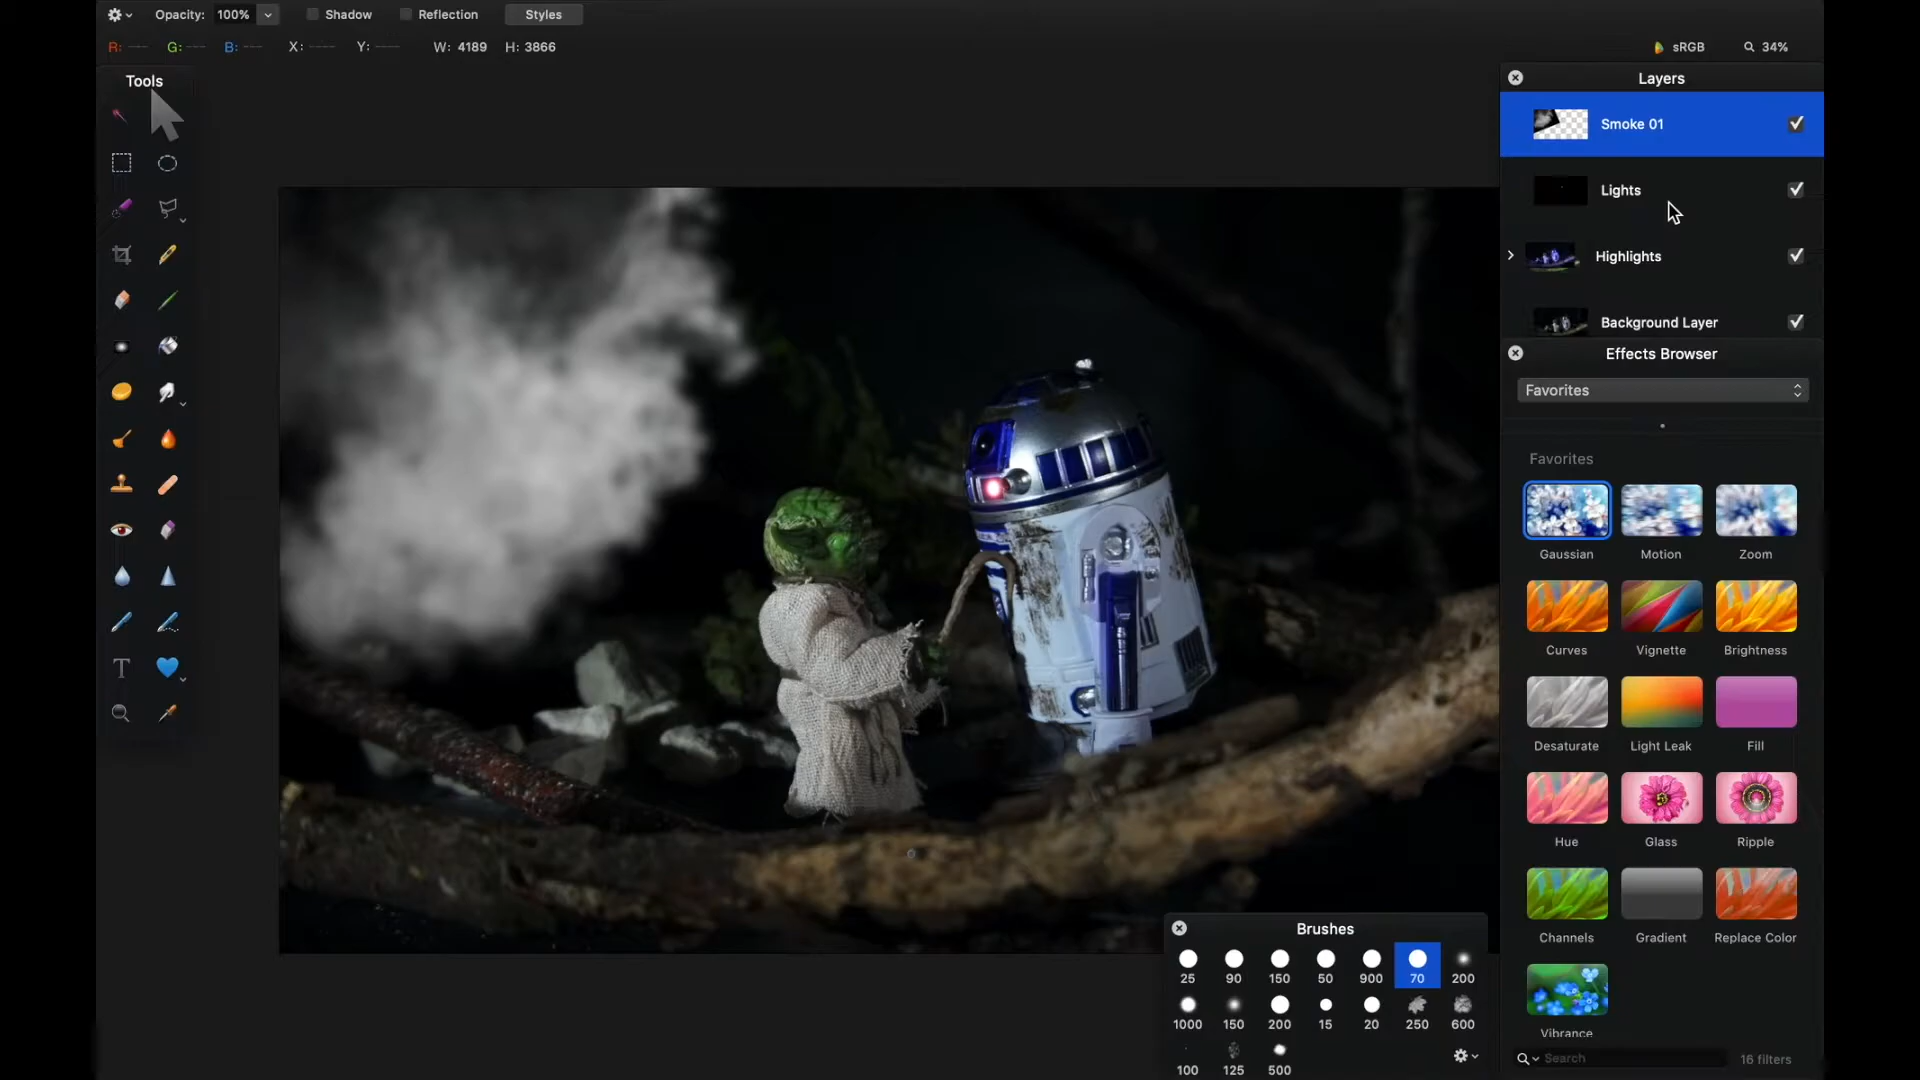 Opacity: 100% Shadow Reflection Styles
R: --- G: --- B: --- X: ---- Y: ---- W: 4189 H: 3866 sRGB 34%
Tools
Layers
Smoke 01
Lights
Highlights
Background Layer
Effects Browser
Favorites
Favorites
Gaussian Motion Zoom
Curves Vignette Brightness
Desaturate Light Leak Fill
Hue Glass Ripple
Channels Gradient Replace Color
Vibrance
Search 16 filters
Brushes
25 90 150 50 900 70 200
1000 150 200 15 20 250 600
100 125 500
T